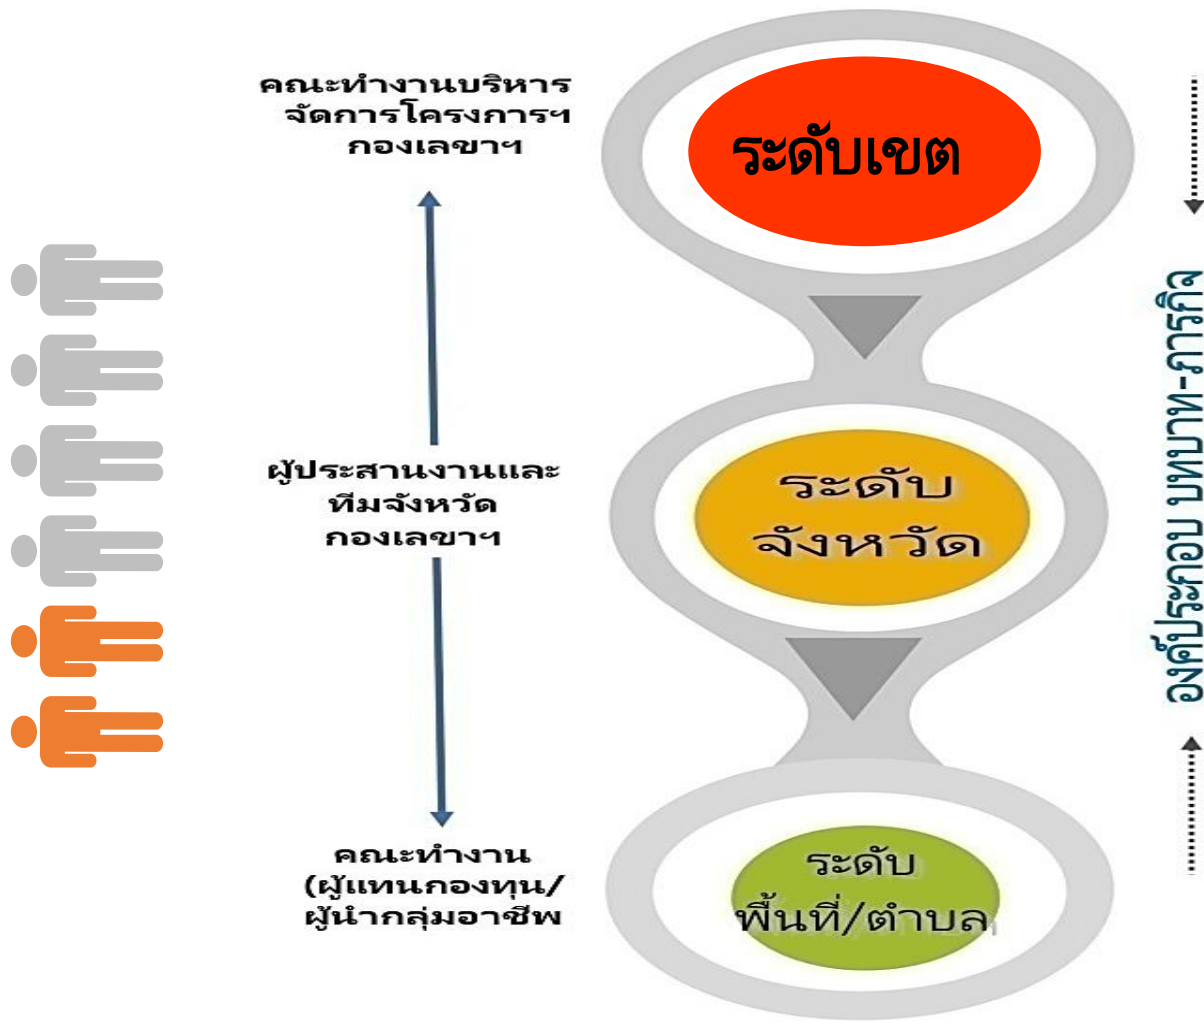 คณะทำงานบริหาร
จัดการโครงการฯ
กองเลขาฯ
ระดับเขต
ผู้ประสานงานและ
ทีมจังหวัด
กองเลขาฯ
ระดับ
จังหวัด
คณะทำงาน
(ผู้แทนกองทุน/
ผู้นำกลุ่มอาชีพ
ระดับ
พื้นที่/ตำบล
องค์ประกอบ บทบาท-ภารกิจ